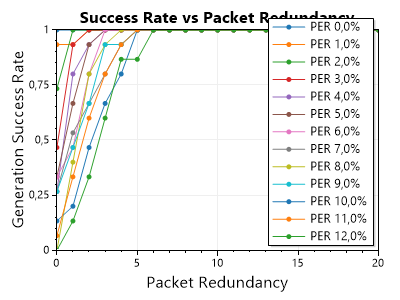 Success Rate vs Packet Redundancy
Generation Success Rate
1
0,75
0,5
0,25
0
0
5
10
15
20
Packet Redundancy
PER 0,0%
PER 1,0%
PER 2,0%
PER 3,0%
PER 4,0%
PER 5,0%
PER 6,0%
PER 7,0%
PER 8,0%
PER 9,0%
PER 10,0%
PER 11,0%
PER 12,0%